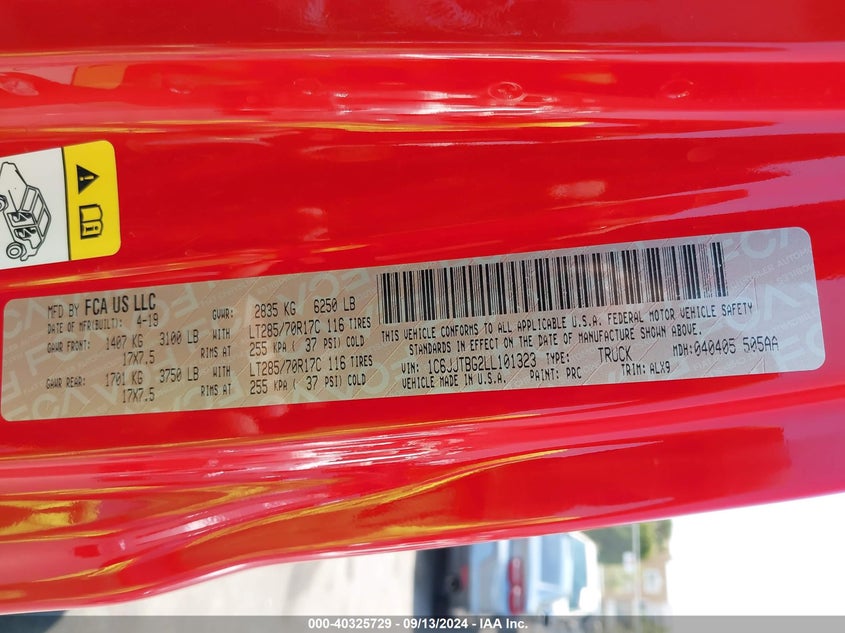 MFD BY FCA US LLC
DATE OF MFR(BUILT): 4-19
GVWR: 2835 KG 6250 LB
GAWR FRONT: 1407 KG 3100 LB WITH LT285/70R17C 116 TIRES
17X7.5 RIMS AT 255 KPA ( 37 PSI) COLD
GAWR REAR: 1701 KG 3750 LB WITH LT285/70R17C 116 TIRES
17X7.5 RIMS AT 255 KPA ( 37 PSI) COLD
THIS VEHICLE CONFORMS TO ALL APPLICABLE U.S.A. FEDERAL MOTOR VEHICLE SAFETY
STANDARDS IN EFFECT ON THE DATE OF MANUFACTURE SHOWN ABOVE.
VIN: 1C6JJTBG2LL101323 TYPE: TRUCK MDH:040405 505AA
MADE IN U.S.A. PAINT: PRC TRIM: ALX9
000-40325729 - 09/13/2024 - IAA Inc.